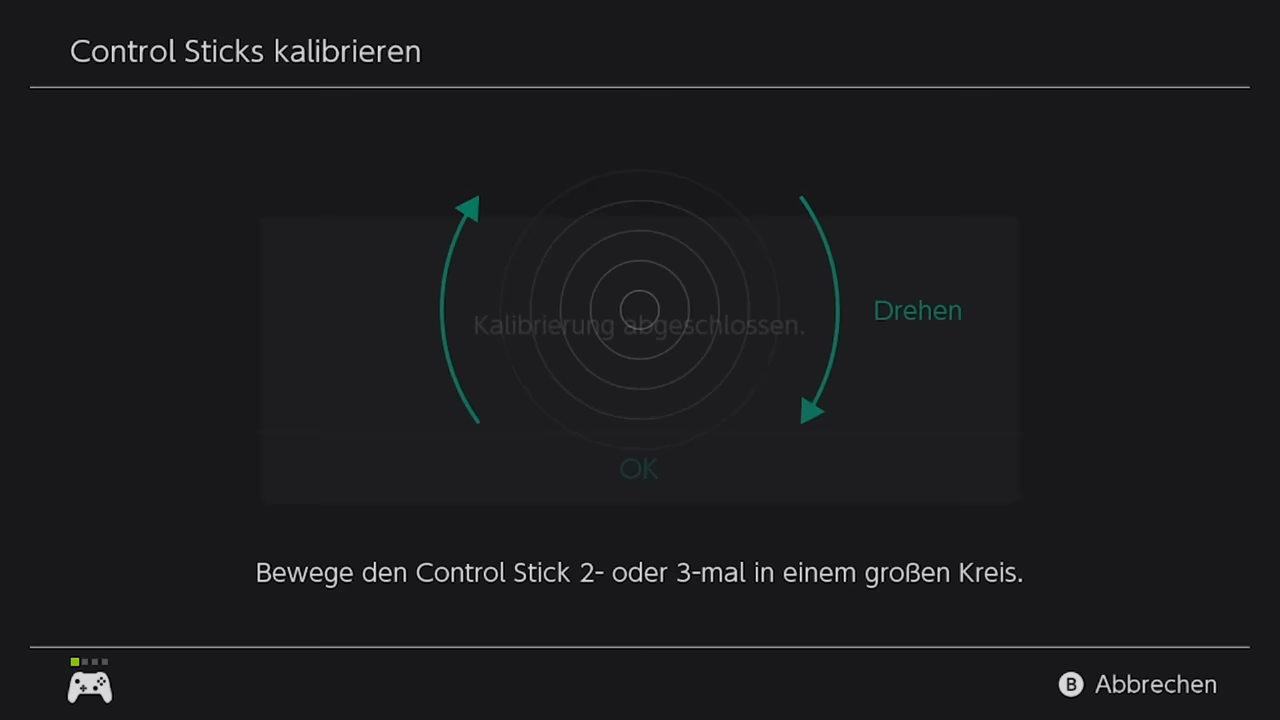 Control Sticks kalibrieren
Drehen
Kalibrierung abgeschlossen.
OK
Bewege den Control Stick 2- oder 3-mal in einem großen Kreis.
B Abbrechen